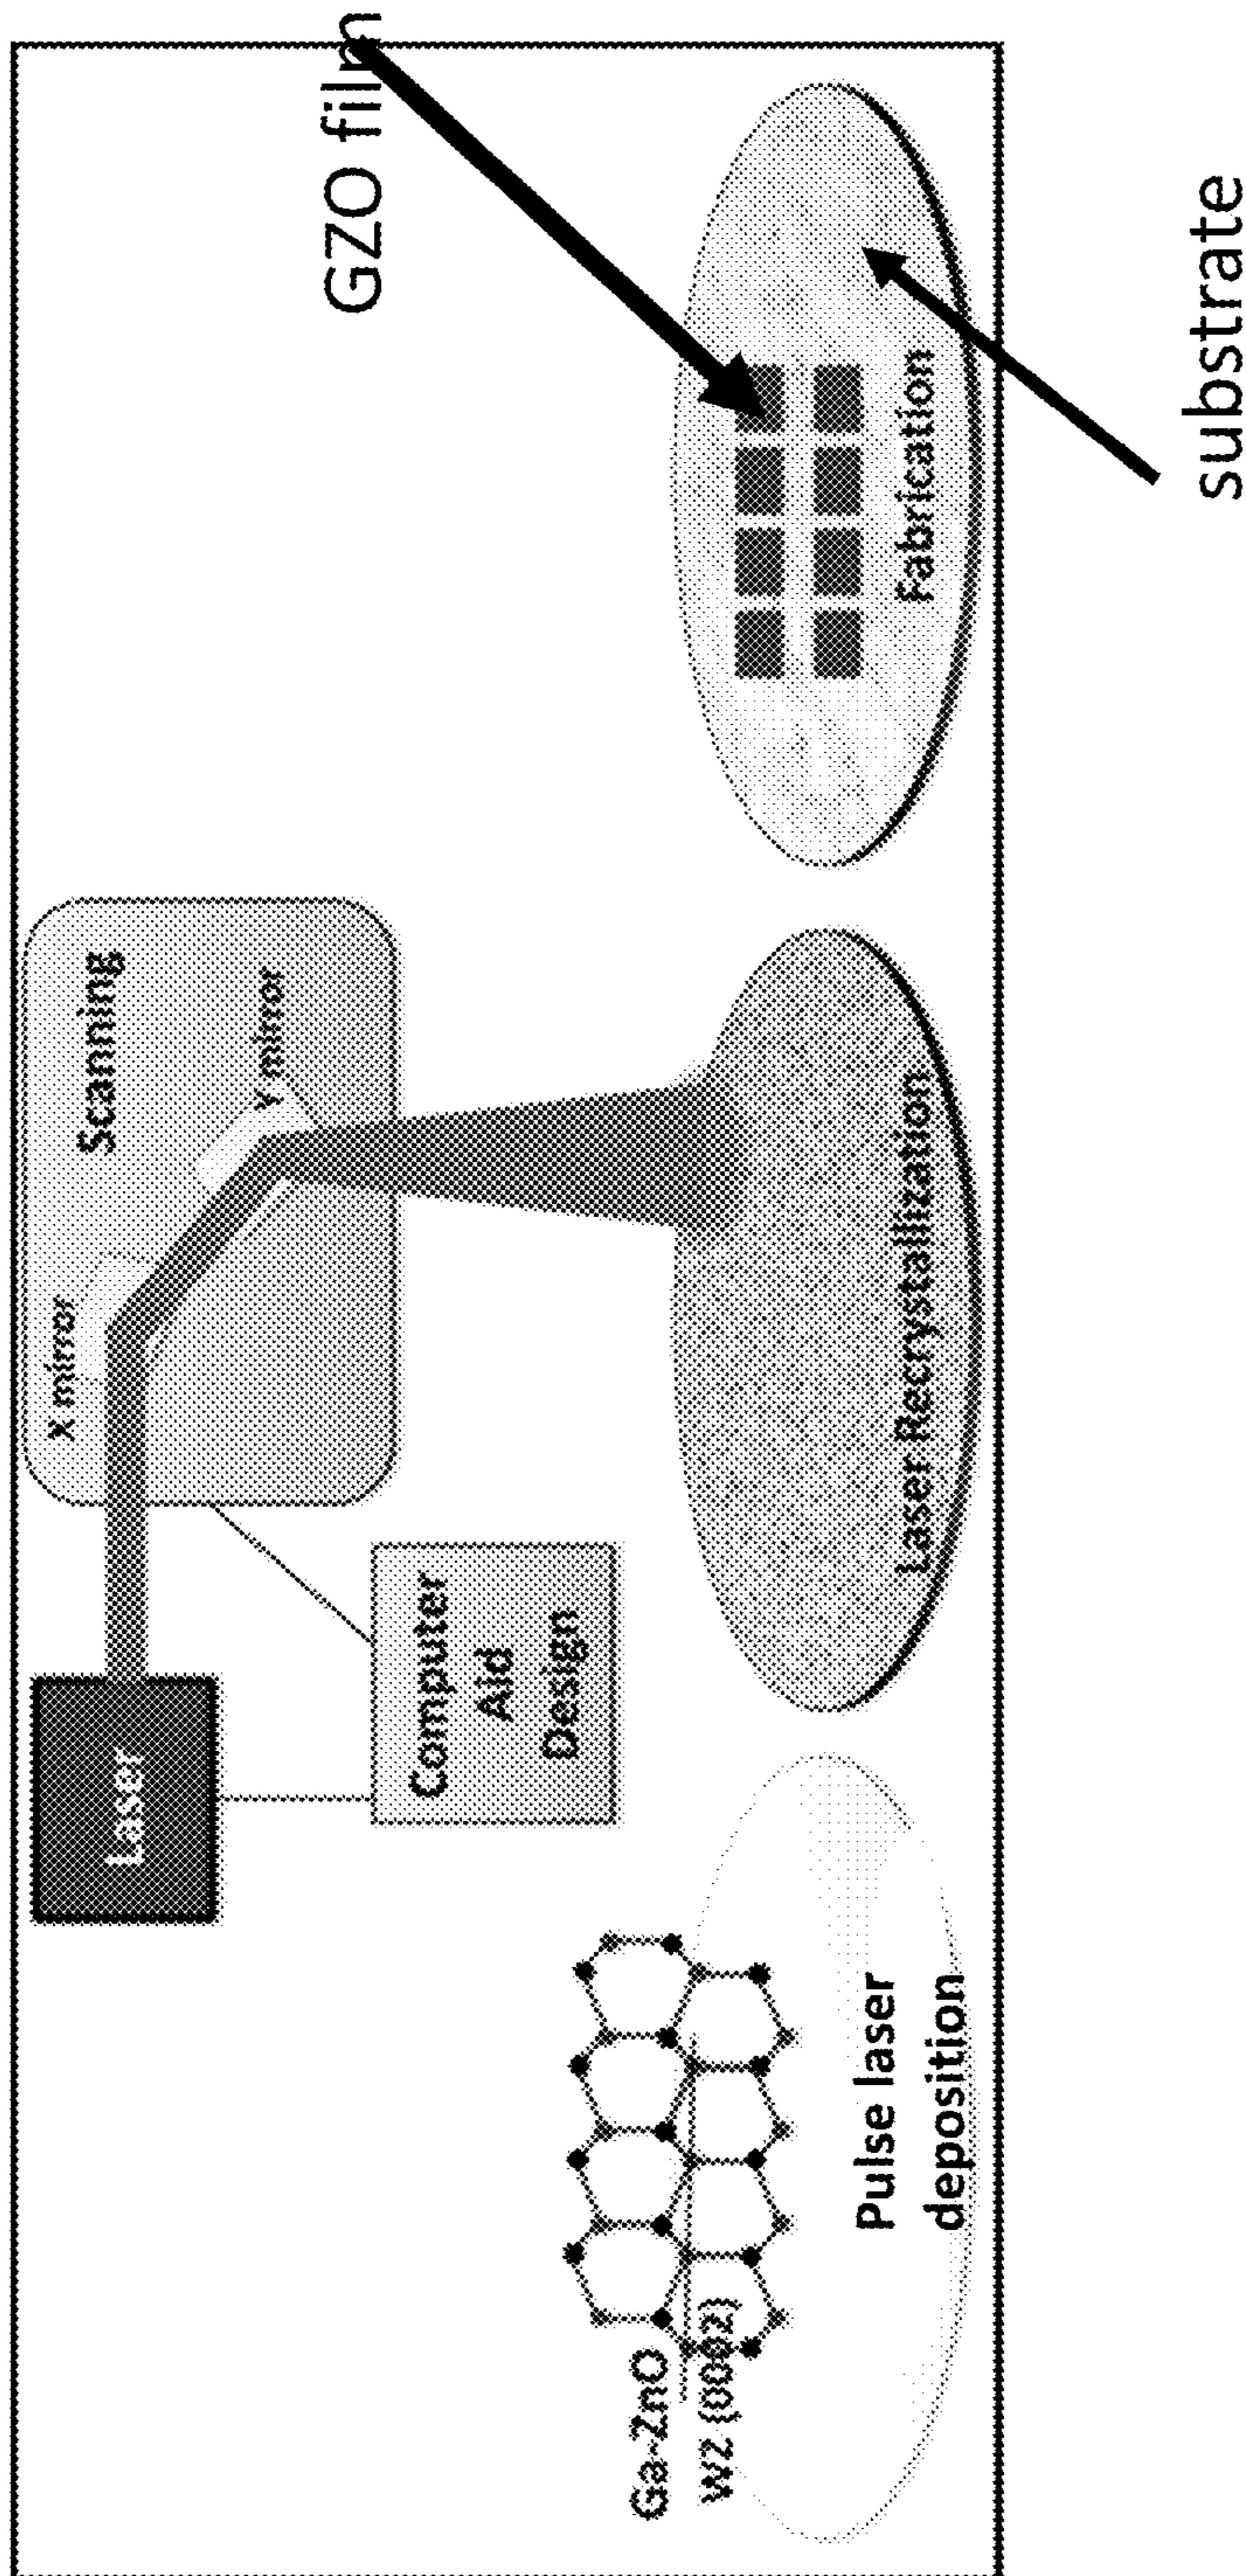 Laser
X mirror
Scanning
Y mirror
GZO film
Computer
Aid
Design
Ga-ZnO
WZ (0002)
Pulse laser
deposition
Laser Recrystallization
Fabrication
substrate